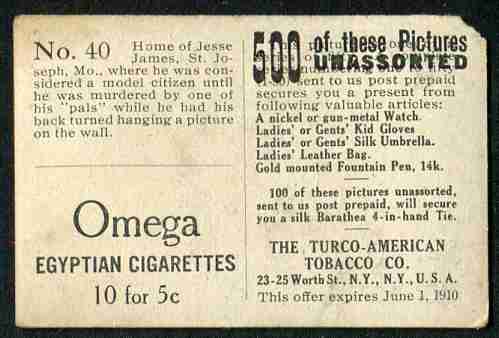 No. 40 Home of Jesse
James, St. Jo-
seph, Mo., where he was con-
sidered a model citizen until
he was murdered by one of
his "pals" while he had his
back turned hanging a picture
on the wall.
Omega
EGYPTIAN CIGARETTES
10 for 5c
500 of these Pictures
UNASSORTED
sent to us post prepaid
secures you a present from
following valuable articles:
A nickel or gun-metal Watch.
Ladies' or Gents' Kid Gloves
Ladies' or Gents' Silk Umbrella.
Ladies' Leather Bag.
Gold mounted Fountain Pen, 14k.
100 of these pictures unassorted,
sent to us post prepaid, will secure
you a silk Barathea 4-in-hand Tie.
THE TURCO-AMERICAN
TOBACCO CO.
23-25 Worth St., N.Y., N.Y., U.S.A.
This offer expires June 1, 1910